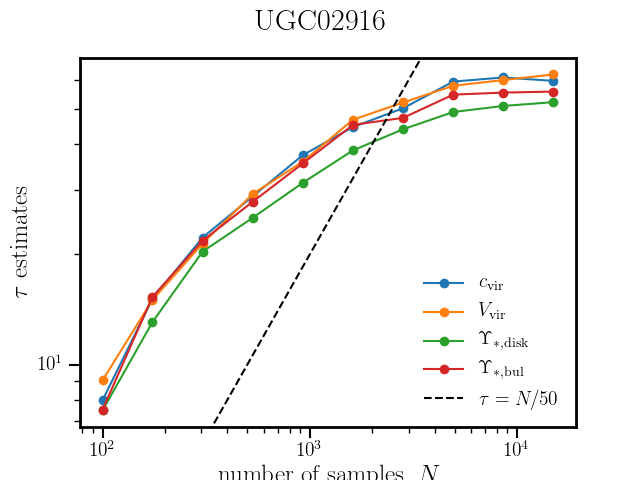 UGC02916
τ estimates
10¹
c_vir
V_vir
Υ_{*,disk}
Υ_{*,bul}
τ = N/50
10² 10³ 10⁴
number of samples, N